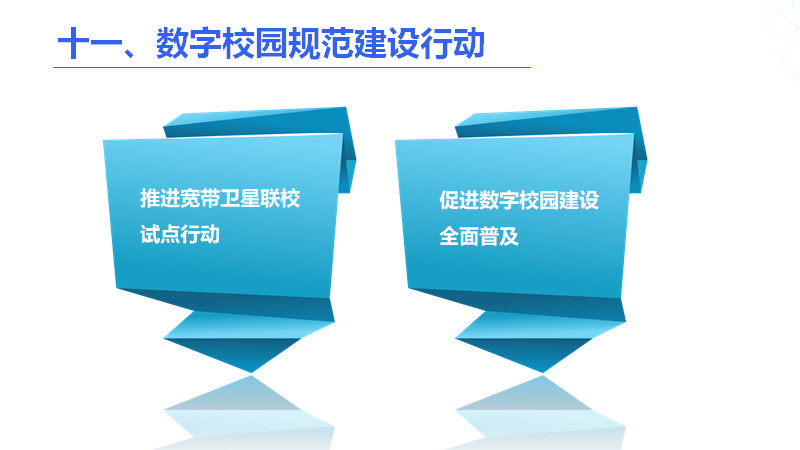 十一、数字校园规范建设行动
推进宽带卫星联校
试点行动
促进数字校园建设
全面普及